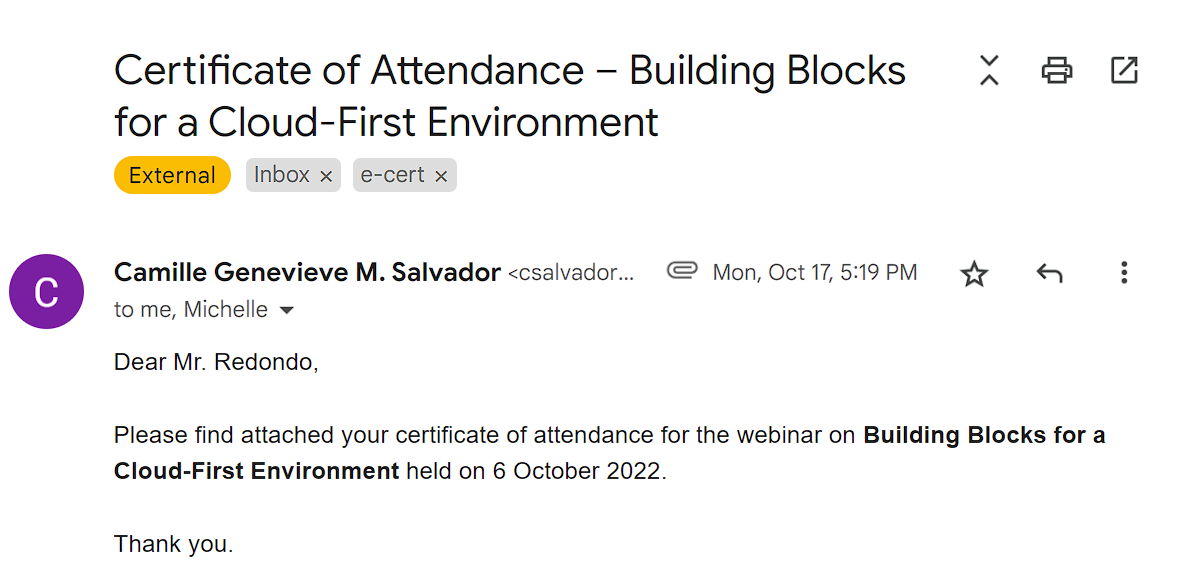 Certificate of Attendance – Building Blocks
for a Cloud-First Environment
External Inbox × e-cert ×
C
Camille Genevieve M. Salvador <csalvador... Mon, Oct 17, 5:19 PM
to me, Michelle
Dear Mr. Redondo,
Please find attached your certificate of attendance for the webinar on Building Blocks for a
Cloud-First Environment held on 6 October 2022.
Thank you.